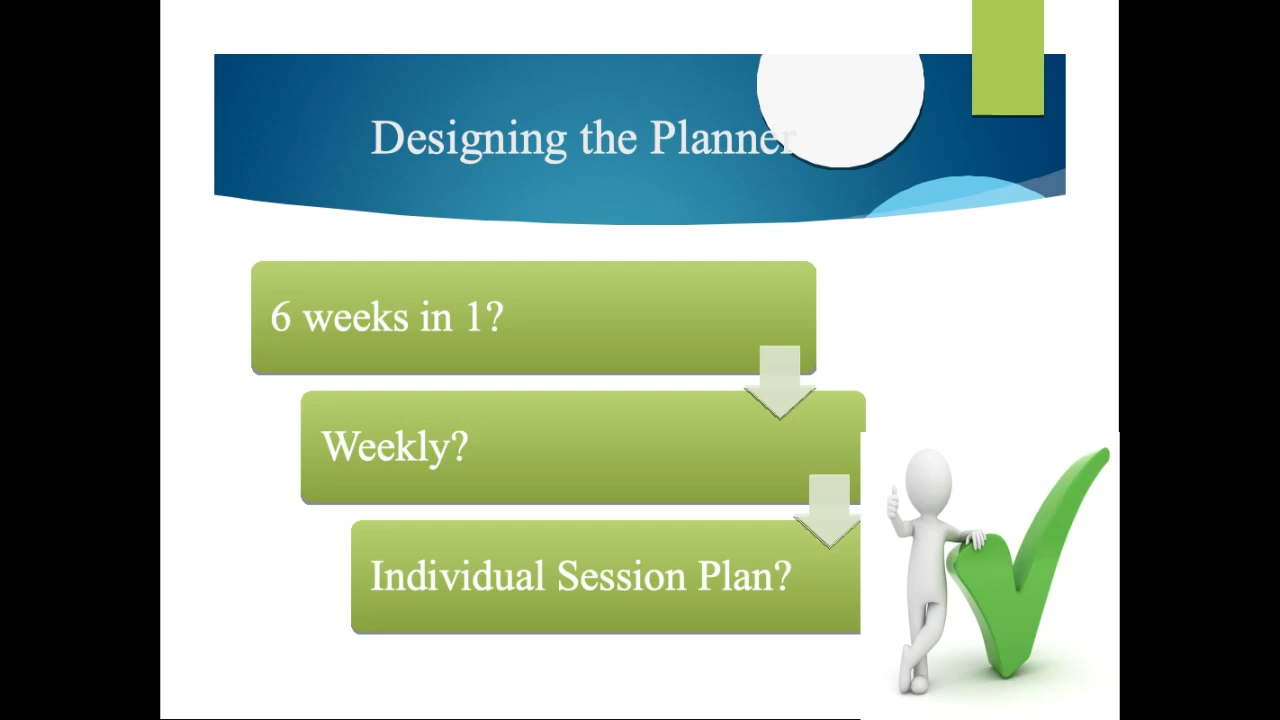 Designing the Planner
6 weeks in 1?
Weekly?
Individual Session Plan?